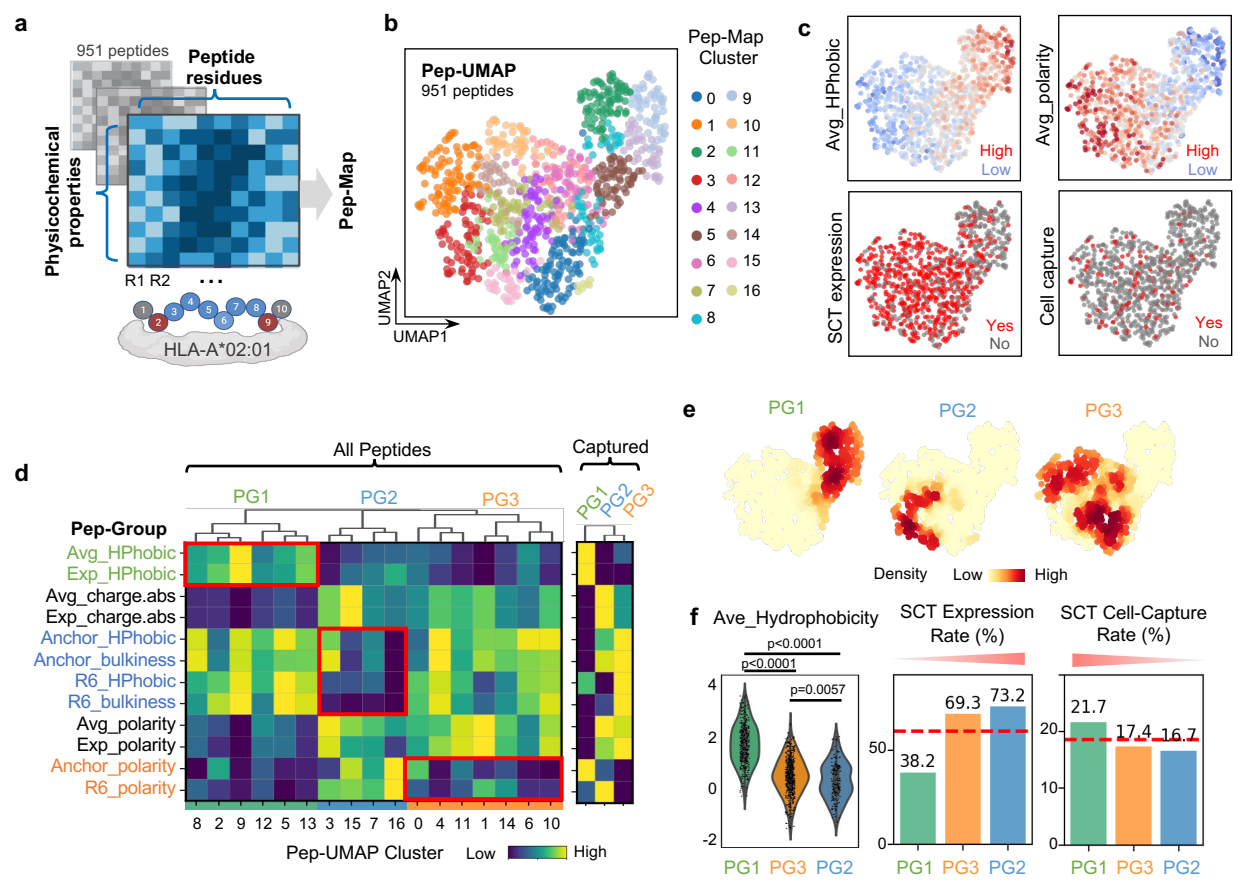 a
951 peptides
Peptide
residues
Physicochemical
properties
Pep-Map
R1 R2 ...
1 2 3 4 5 6 7 8 9 10
HLA-A*02:01
b
Pep-UMAP
951 peptides
UMAP2
UMAP1
Pep-Map
Cluster
0 9
1 10
2 11
3 12
4 13
5 14
6 15
7 16
8
c
Avg_HPhobic
High
Low
Avg_polarity
High
Low
SCT expression
Yes
No
Cell capture
Yes
No
d
All Peptides
Captured
PG1 PG2 PG3
PG1 PG2 PG3
Pep-Group
Avg_HPhobic
Exp_HPhobic
Avg_charge.abs
Exp_charge.abs
Anchor_HPhobic
Anchor_bulkiness
R6_HPhobic
R6_bulkiness
Avg_polarity
Exp_polarity
Anchor_polarity
R6_polarity
8 2 9 12 5 13 3 15 7 16 0 4 11 1 14 6 10
Pep-UMAP Cluster
Low High
e
PG1 PG2 PG3
Density Low High
f
Ave_Hydrophobicity
p<0.0001
p<0.0001
p=0.0057
4
2
0
-2
PG1 PG3 PG2
SCT Expression
Rate (%)
50
0
38.2
69.3
73.2
PG1 PG3 PG2
SCT Cell-Capture
Rate (%)
20
0
21.7
17.4
16.7
PG1 PG3 PG2